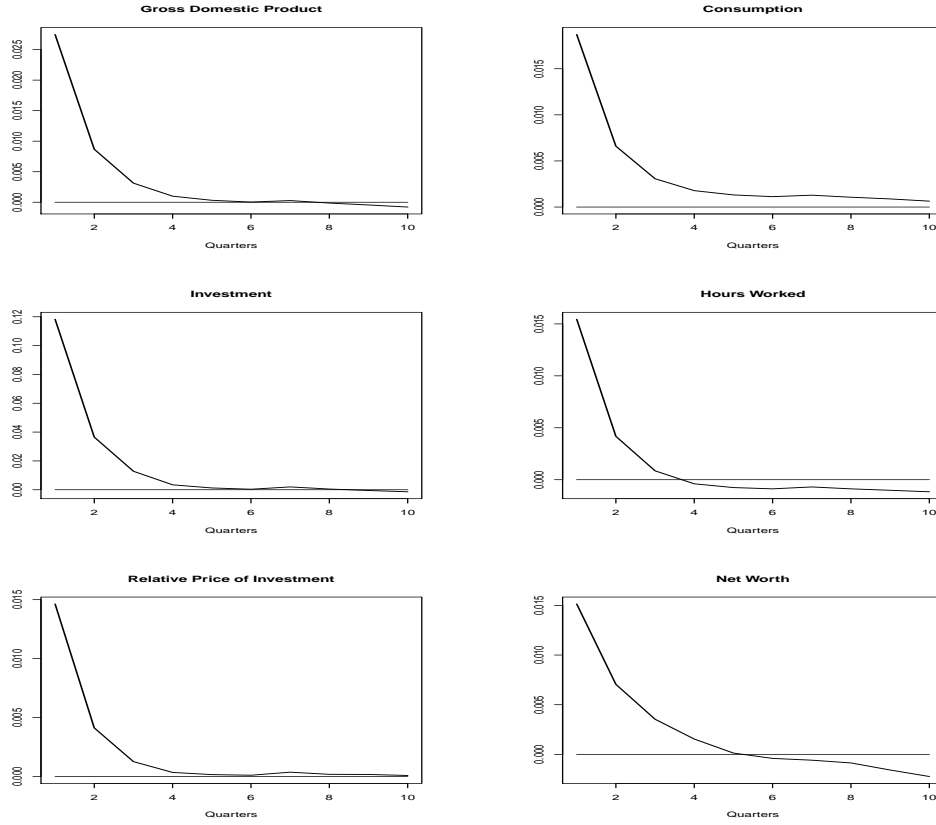 Gross Domestic Product
0.000 0.005 0.010 0.015 0.020 0.025
2 4 6 8 10
Quarters
Consumption
0.000 0.005 0.010 0.015
2 4 6 8 10
Quarters
Investment
0.00 0.02 0.04 0.06 0.08 0.10 0.12
2 4 6 8 10
Quarters
Hours Worked
0.000 0.005 0.010 0.015
2 4 6 8 10
Quarters
Relative Price of Investment
0.000 0.005 0.010 0.015
2 4 6 8 10
Quarters
Net Worth
0.000 0.005 0.010 0.015
2 4 6 8 10
Quarters